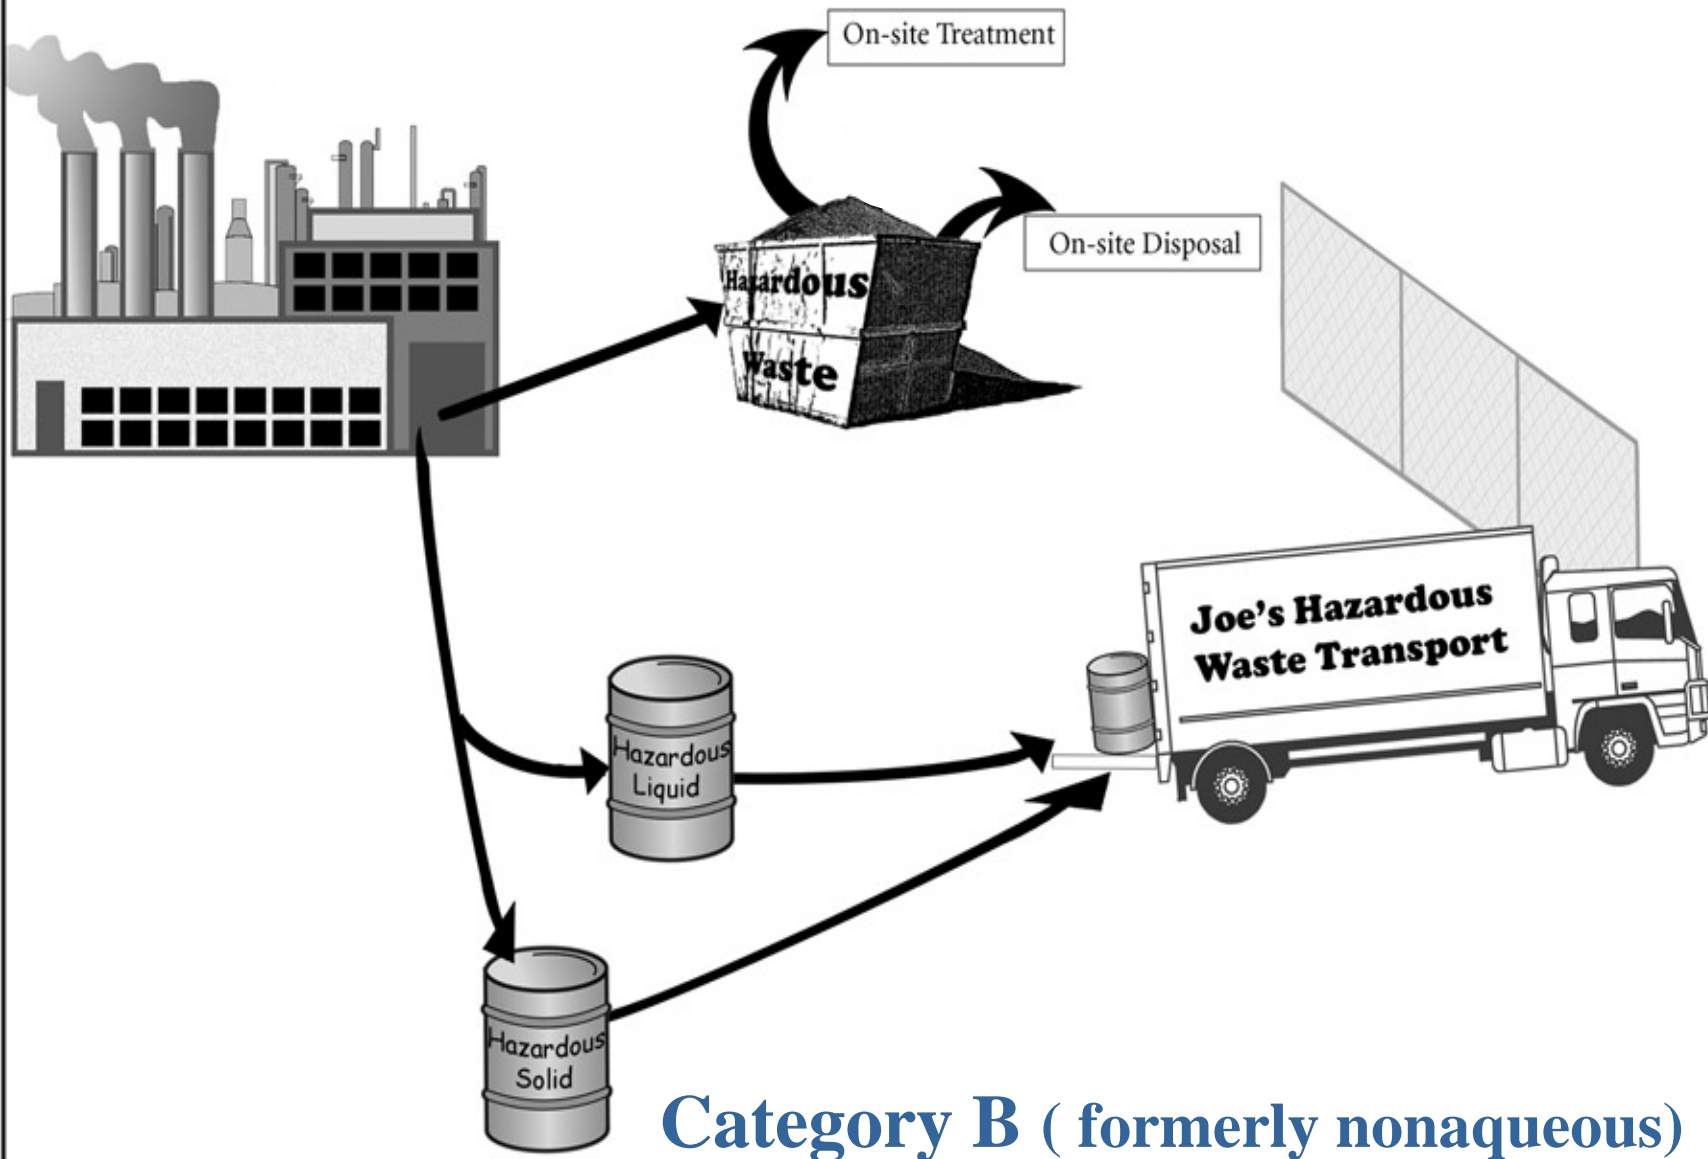 On-site Treatment
On-site Disposal
Hazardous
Waste
Joe's Hazardous
Waste Transport
Hazardous
Liquid
Hazardous
Solid
Category B ( formerly nonaqueous)